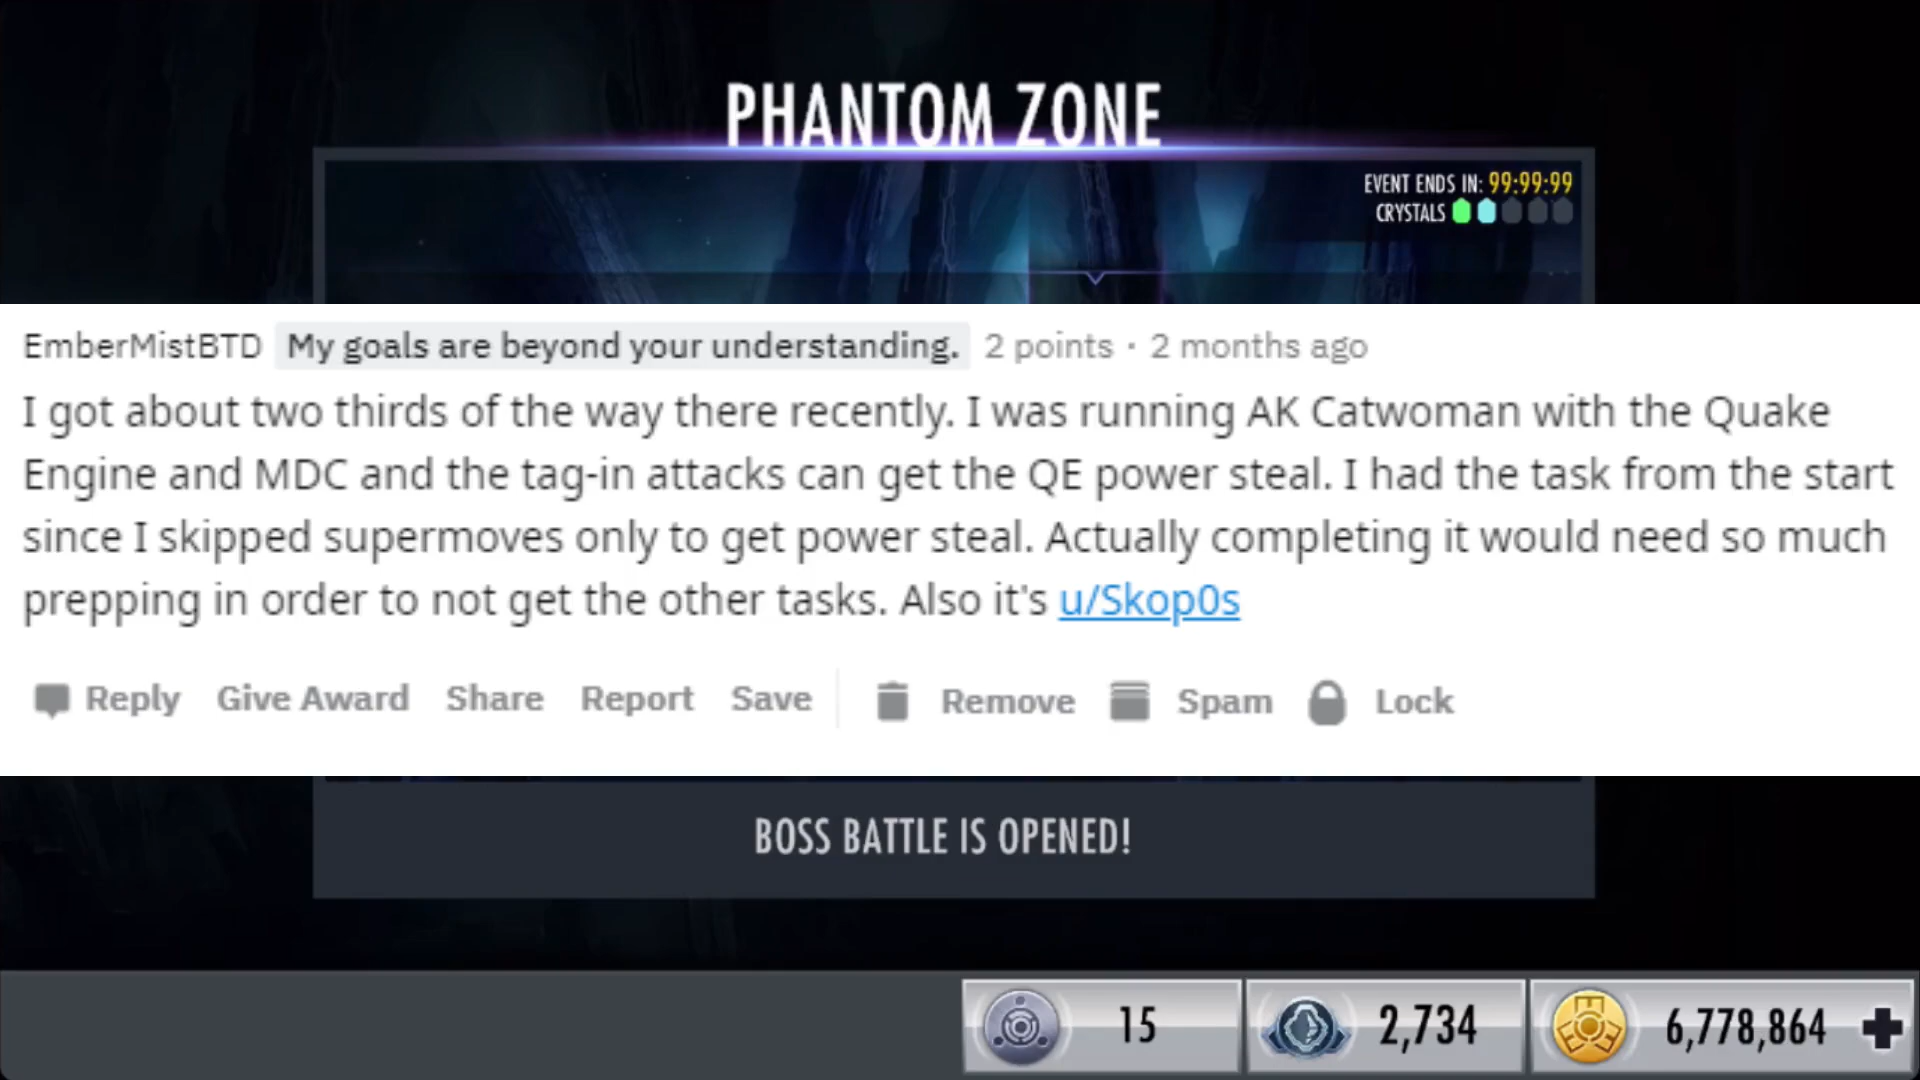 PHANTOM ZONE
EVENT ENDS IN: 99:99:99
CRYSTALS
EmberMistBTD My goals are beyond your understanding. 2 points · 2 months ago
I got about two thirds of the way there recently. I was running AK Catwoman with the Quake
Engine and MDC and the tag-in attacks can get the QE power steal. I had the task from the start
since I skipped supermoves only to get power steal. Actually completing it would need so much
prepping in order to not get the other tasks. Also it's u/Skop0s
Reply Give Award Share Report Save Remove Spam Lock
BOSS BATTLE IS OPENED!
15 2,734 6,778,864